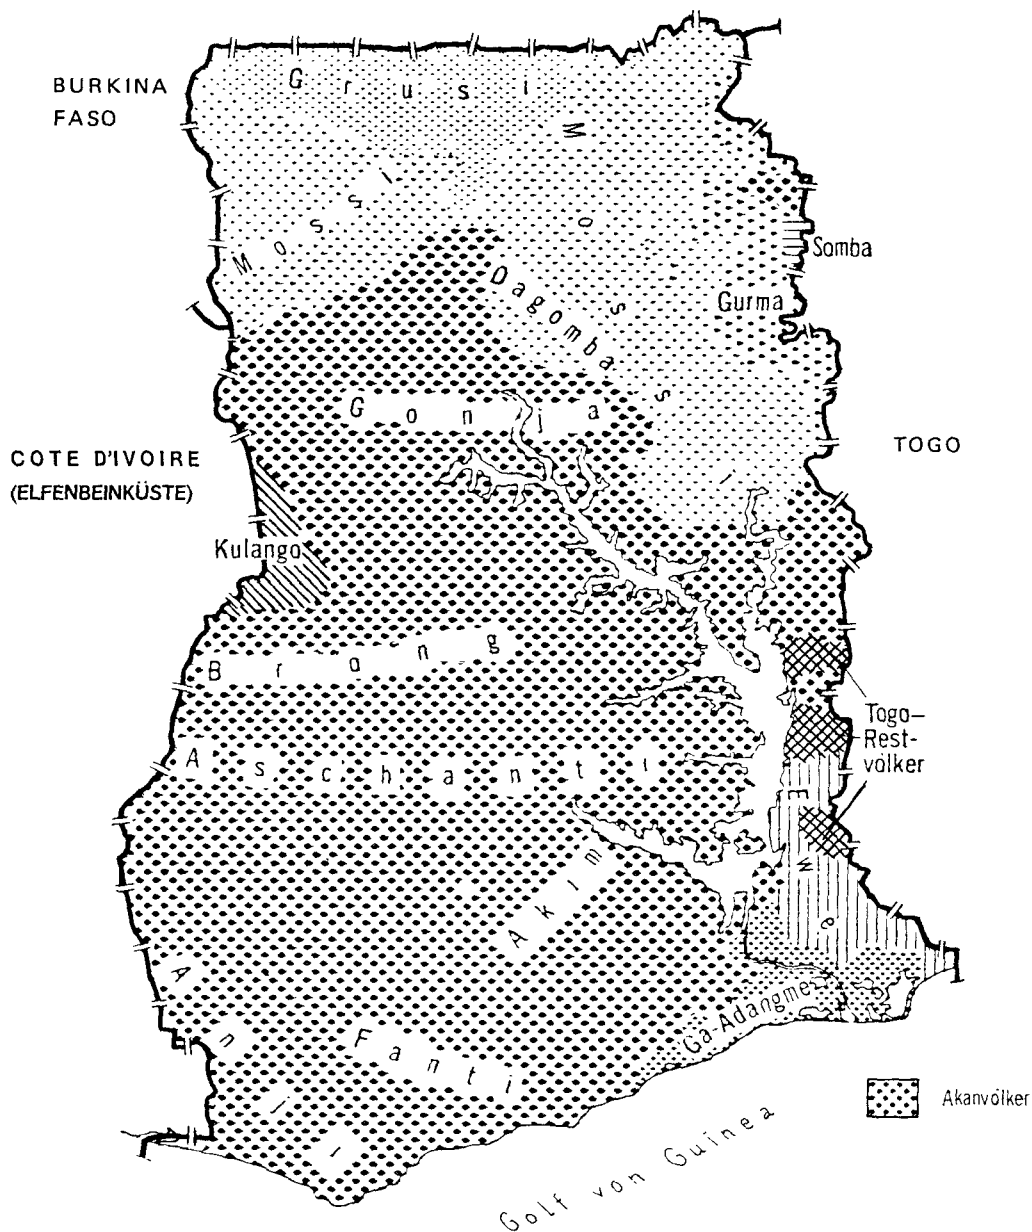 BURKINA
FASO
Grusi
Mossi
Mossi
Somba
Gurma
Dagomba
Gonja
COTE D'IVOIRE
(ELFENBEINKÜSTE)
TOGO
Kulango
Brong
Togo-
Rest-
völker
Aschanti
Ewe
Akim
Anji
Fanti
Ga-Adangme
Akanvölker
Golf von Guinea